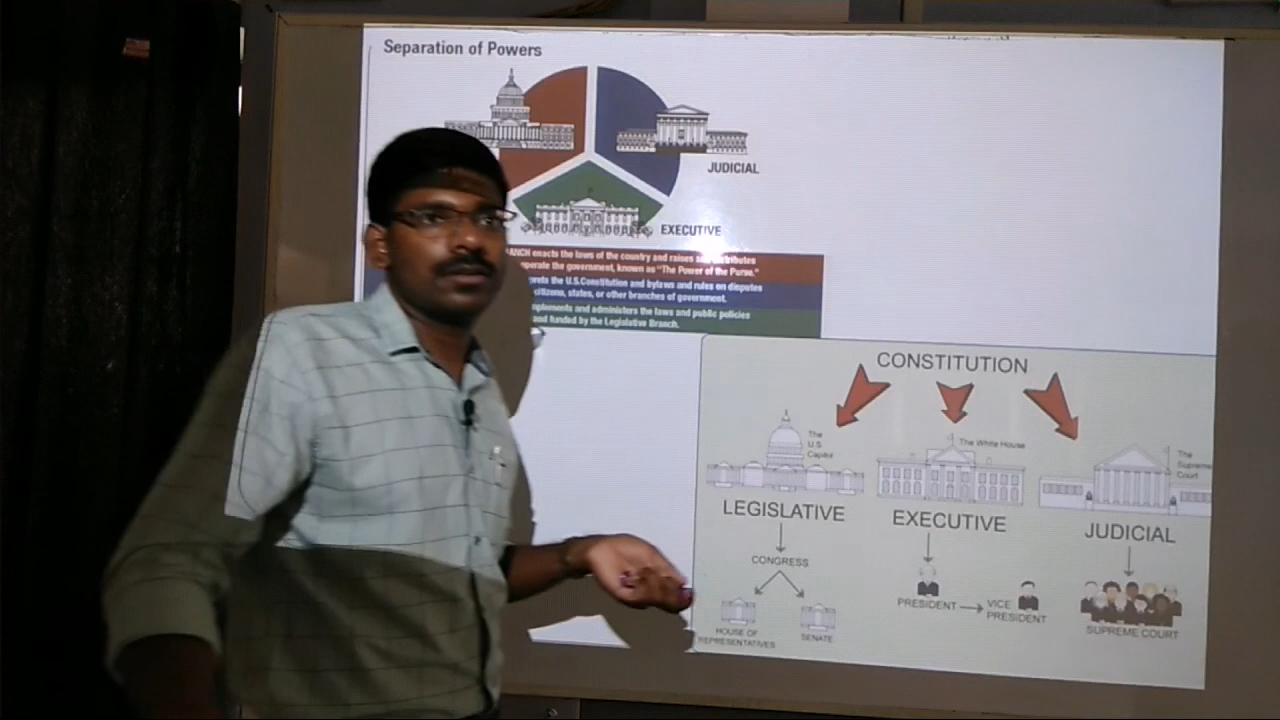 Separation of Powers
JUDICIAL
EXECUTIVE
enacts the laws of the country and raises and distributes
operate the government, known as "The Power of the Purse."
the U.S.Constitution and bylaws and rules on disputes
citizens, states, or other branches of government.
and administers the laws and public policies
and funded by the Legislative Branch.
CONSTITUTION
The
U.S
Capitol
The White House
The
Supreme
Court
LEGISLATIVE
EXECUTIVE
JUDICIAL
CONGRESS
PRESIDENT
VICE
PRESIDENT
HOUSE OF
REPRESENTATIVES
SENATE
SUPREME COURT